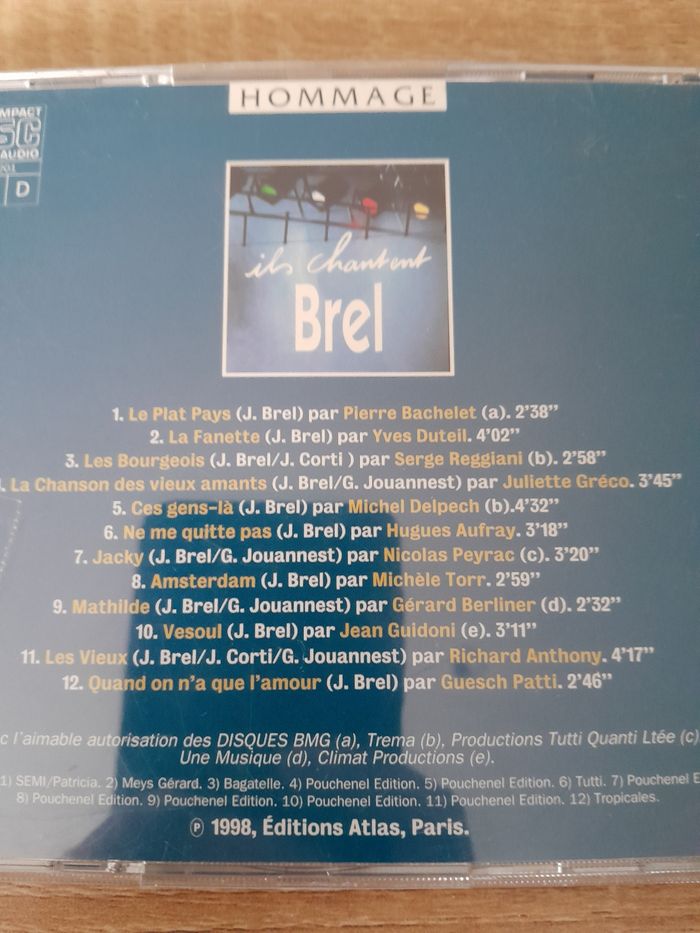 HOMMAGE
AUDIO
D
ils chantent
Brel
1. Le Plat Pays (J. Brel) par Pierre Bachelet (a). 2'38''
2. La Fanette (J. Brel) par Yves Duteil. 4'02''
3. Les Bourgeois (J. Brel/J. Corti ) par Serge Reggiani (b). 2'58''
. La Chanson des vieux amants (J. Brel/G. Jouannest) par Juliette Gréco. 3'45''
5. Ces gens-là (J. Brel) par Michel Delpech (b).4'32''
6. Ne me quitte pas (J. Brel) par Hugues Aufray. 3'18''
7. Jacky (J. Brel/G. Jouannest) par Nicolas Peyrac (c). 3'20''
8. Amsterdam (J. Brel) par Michèle Torr. 2'59''
9. Mathilde (J. Brel/G. Jouannest) par Gérard Berliner (d). 2'32''
10. Vesoul (J. Brel) par Jean Guidoni (e). 3'11''
11. Les Vieux (J. Brel/J. Corti/G. Jouannest) par Richard Anthony. 4'17''
12. Quand on n'a que l'amour (J. Brel) par Guesch Patti. 2'46''
c l'aimable autorisation des DISQUES BMG (a), Trema (b), Productions Tutti Quanti Ltée (c)
Une Musique (d), Climat Productions (e).
1) SEMI/Patricia. 2) Meys Gérard. 3) Bagatelle. 4) Pouchenel Edition. 5) Pouchenel Edition. 6) Tutti. 7) Pouchenel E
8) Pouchenel Edition. 9) Pouchenel Edition. 10) Pouchenel Edition. 11) Pouchenel Edition. 12) Tropicales.
℗ 1998, Éditions Atlas, Paris.